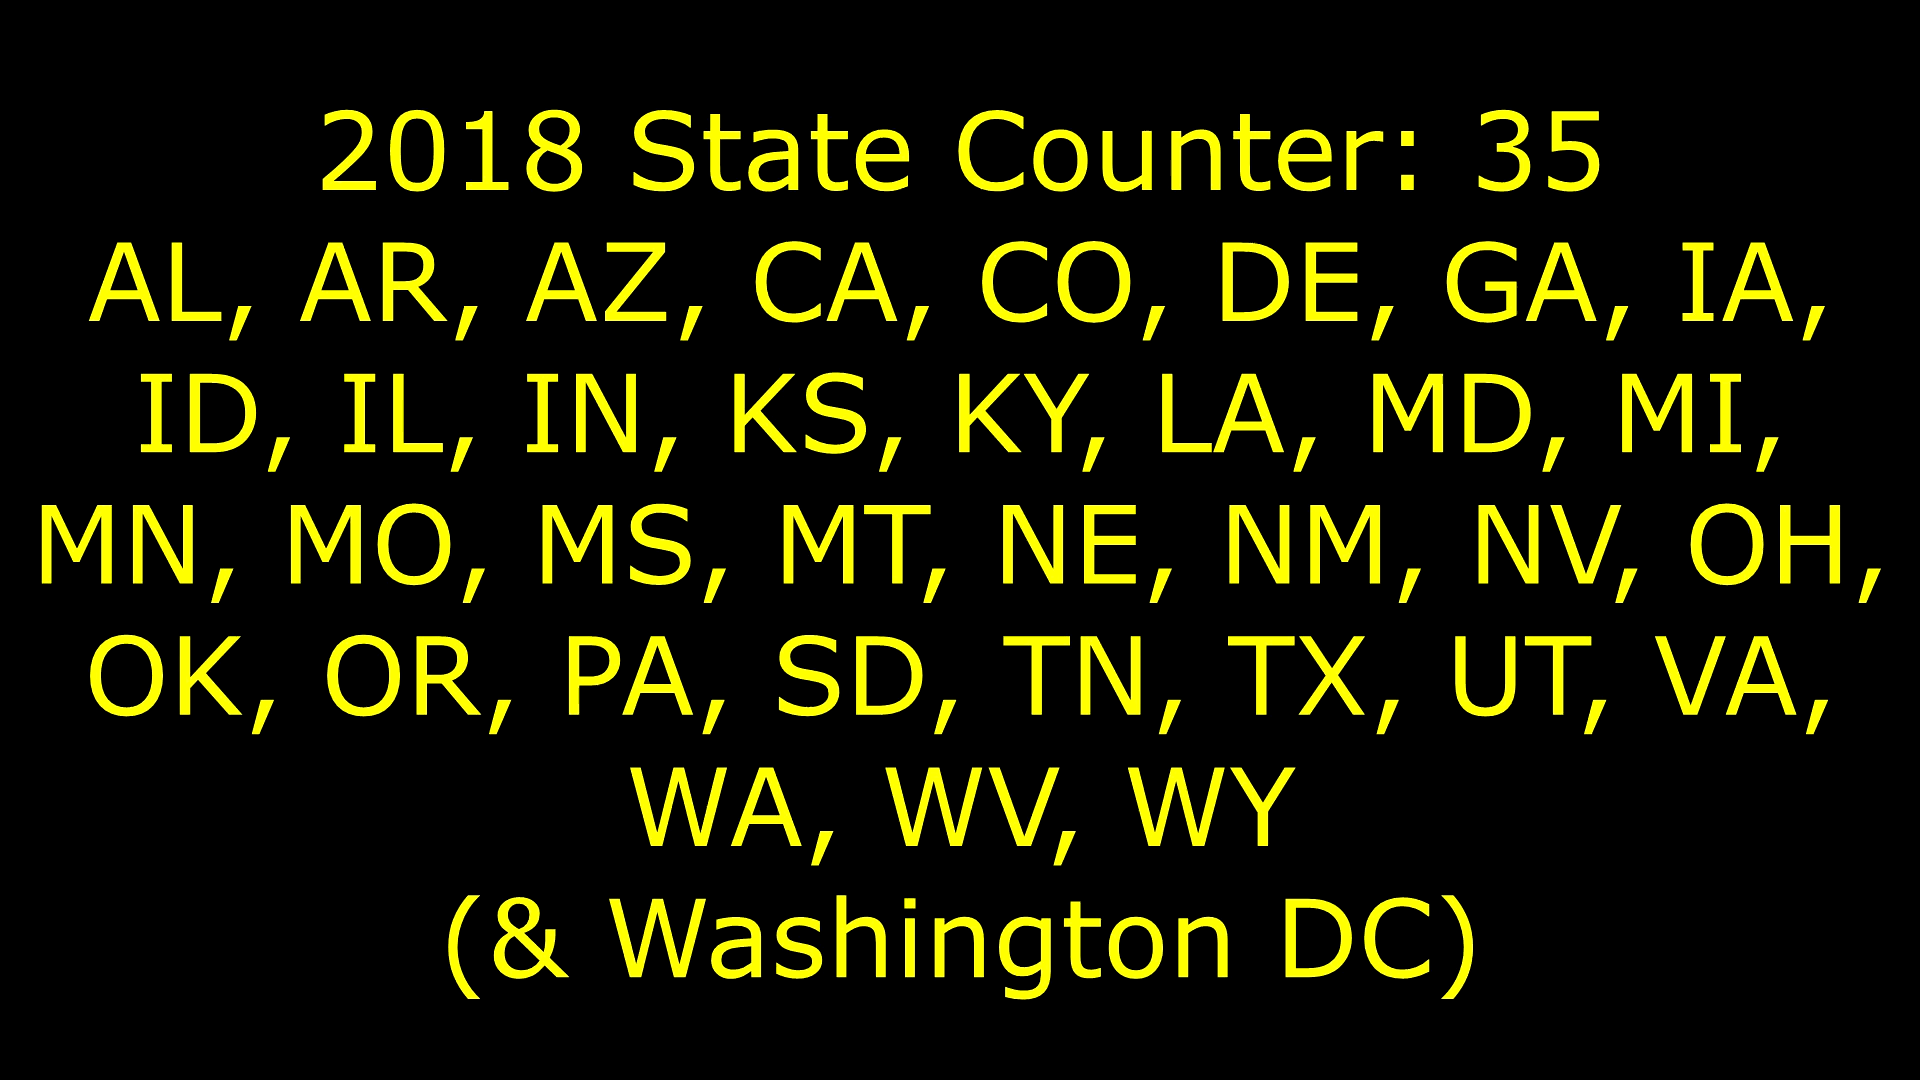 2018 State Counter: 35
AL, AR, AZ, CA, CO, DE, GA, IA,
ID, IL, IN, KS, KY, LA, MD, MI,
MN, MO, MS, MT, NE, NM, NV, OH,
OK, OR, PA, SD, TN, TX, UT, VA,
WA, WV, WY
(& Washington DC)